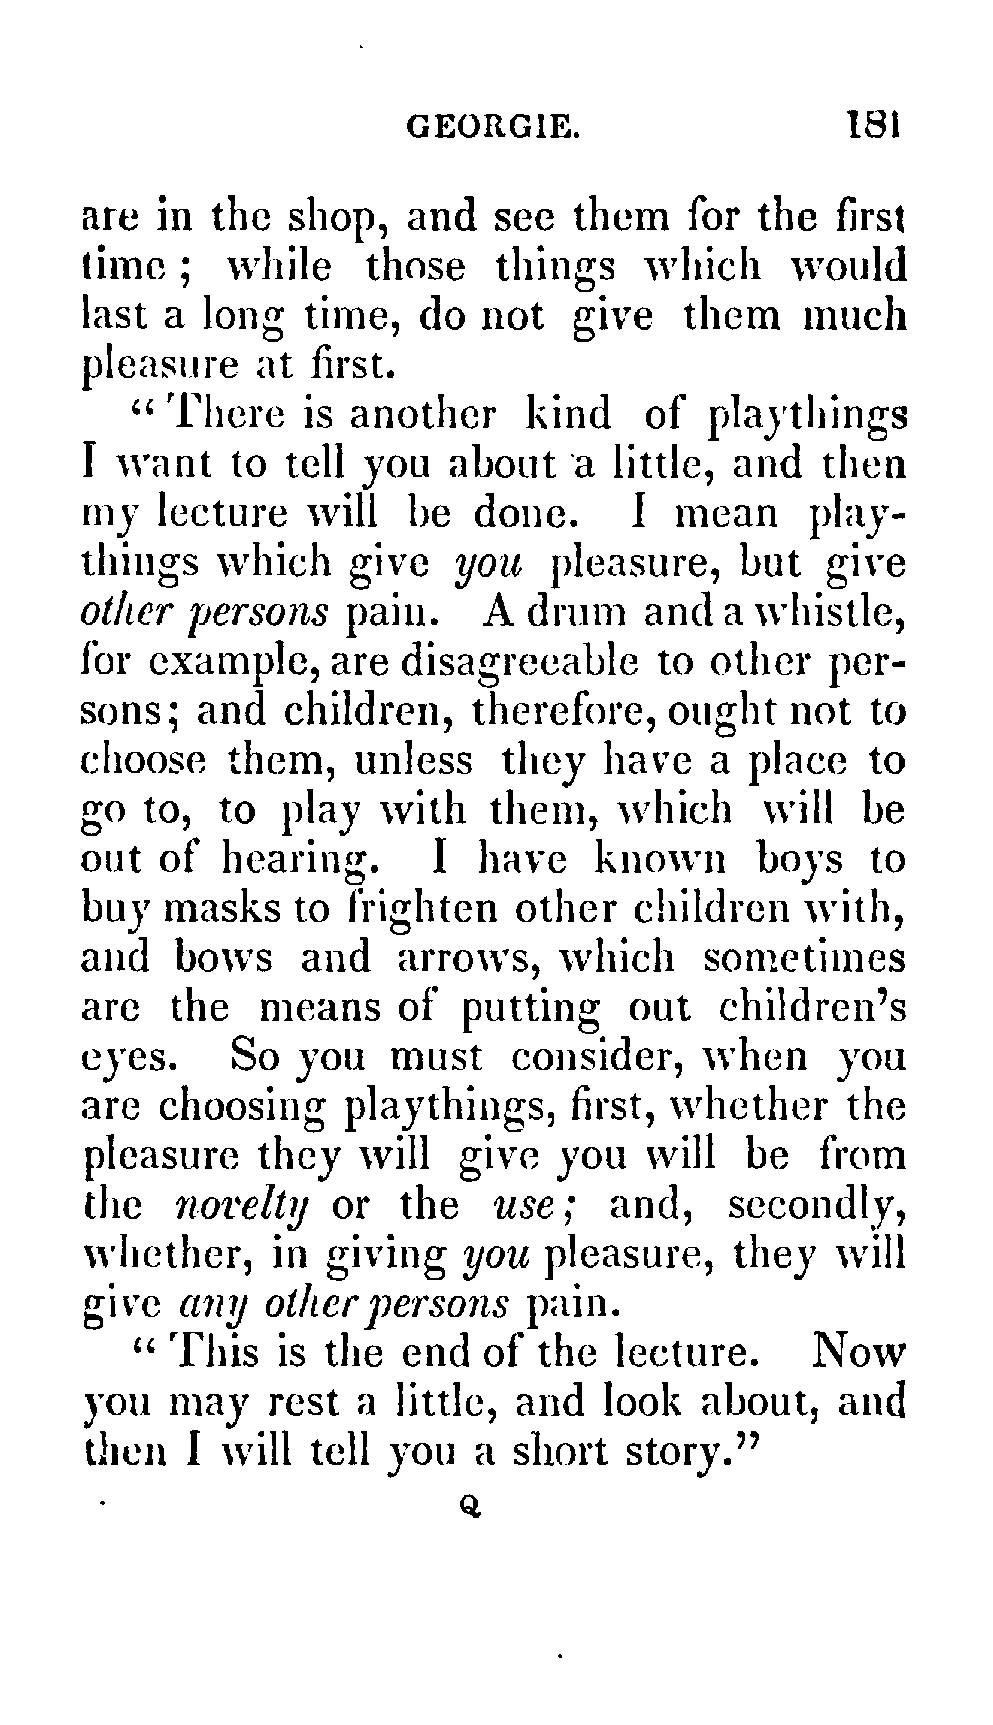 GEORGIE. 181
are in the shop, and see them for the first
time ; while those things which would
last a long time, do not give them much
pleasure at first.
“ There is another kind of playthings
I want to tell you about a little, and then
my lecture will be done. I mean play-
things which give you pleasure, but give
other persons pain. A drum and a whistle,
for example, are disagreeable to other per-
sons; and children, therefore, ought not to
choose them, unless they have a place to
go to, to play with them, which will be
out of hearing. I have known boys to
buy masks to frighten other children with,
and bows and arrows, which sometimes
are the means of putting out children’s
eyes. So you must consider, when you
are choosing playthings, first, whether the
pleasure they will give you will be from
the novelty or the use ; and, secondly,
whether, in giving you pleasure, they will
give any other persons pain.
“ This is the end of the lecture. Now
you may rest a little, and look about, and
then I will tell you a short story.”
Q